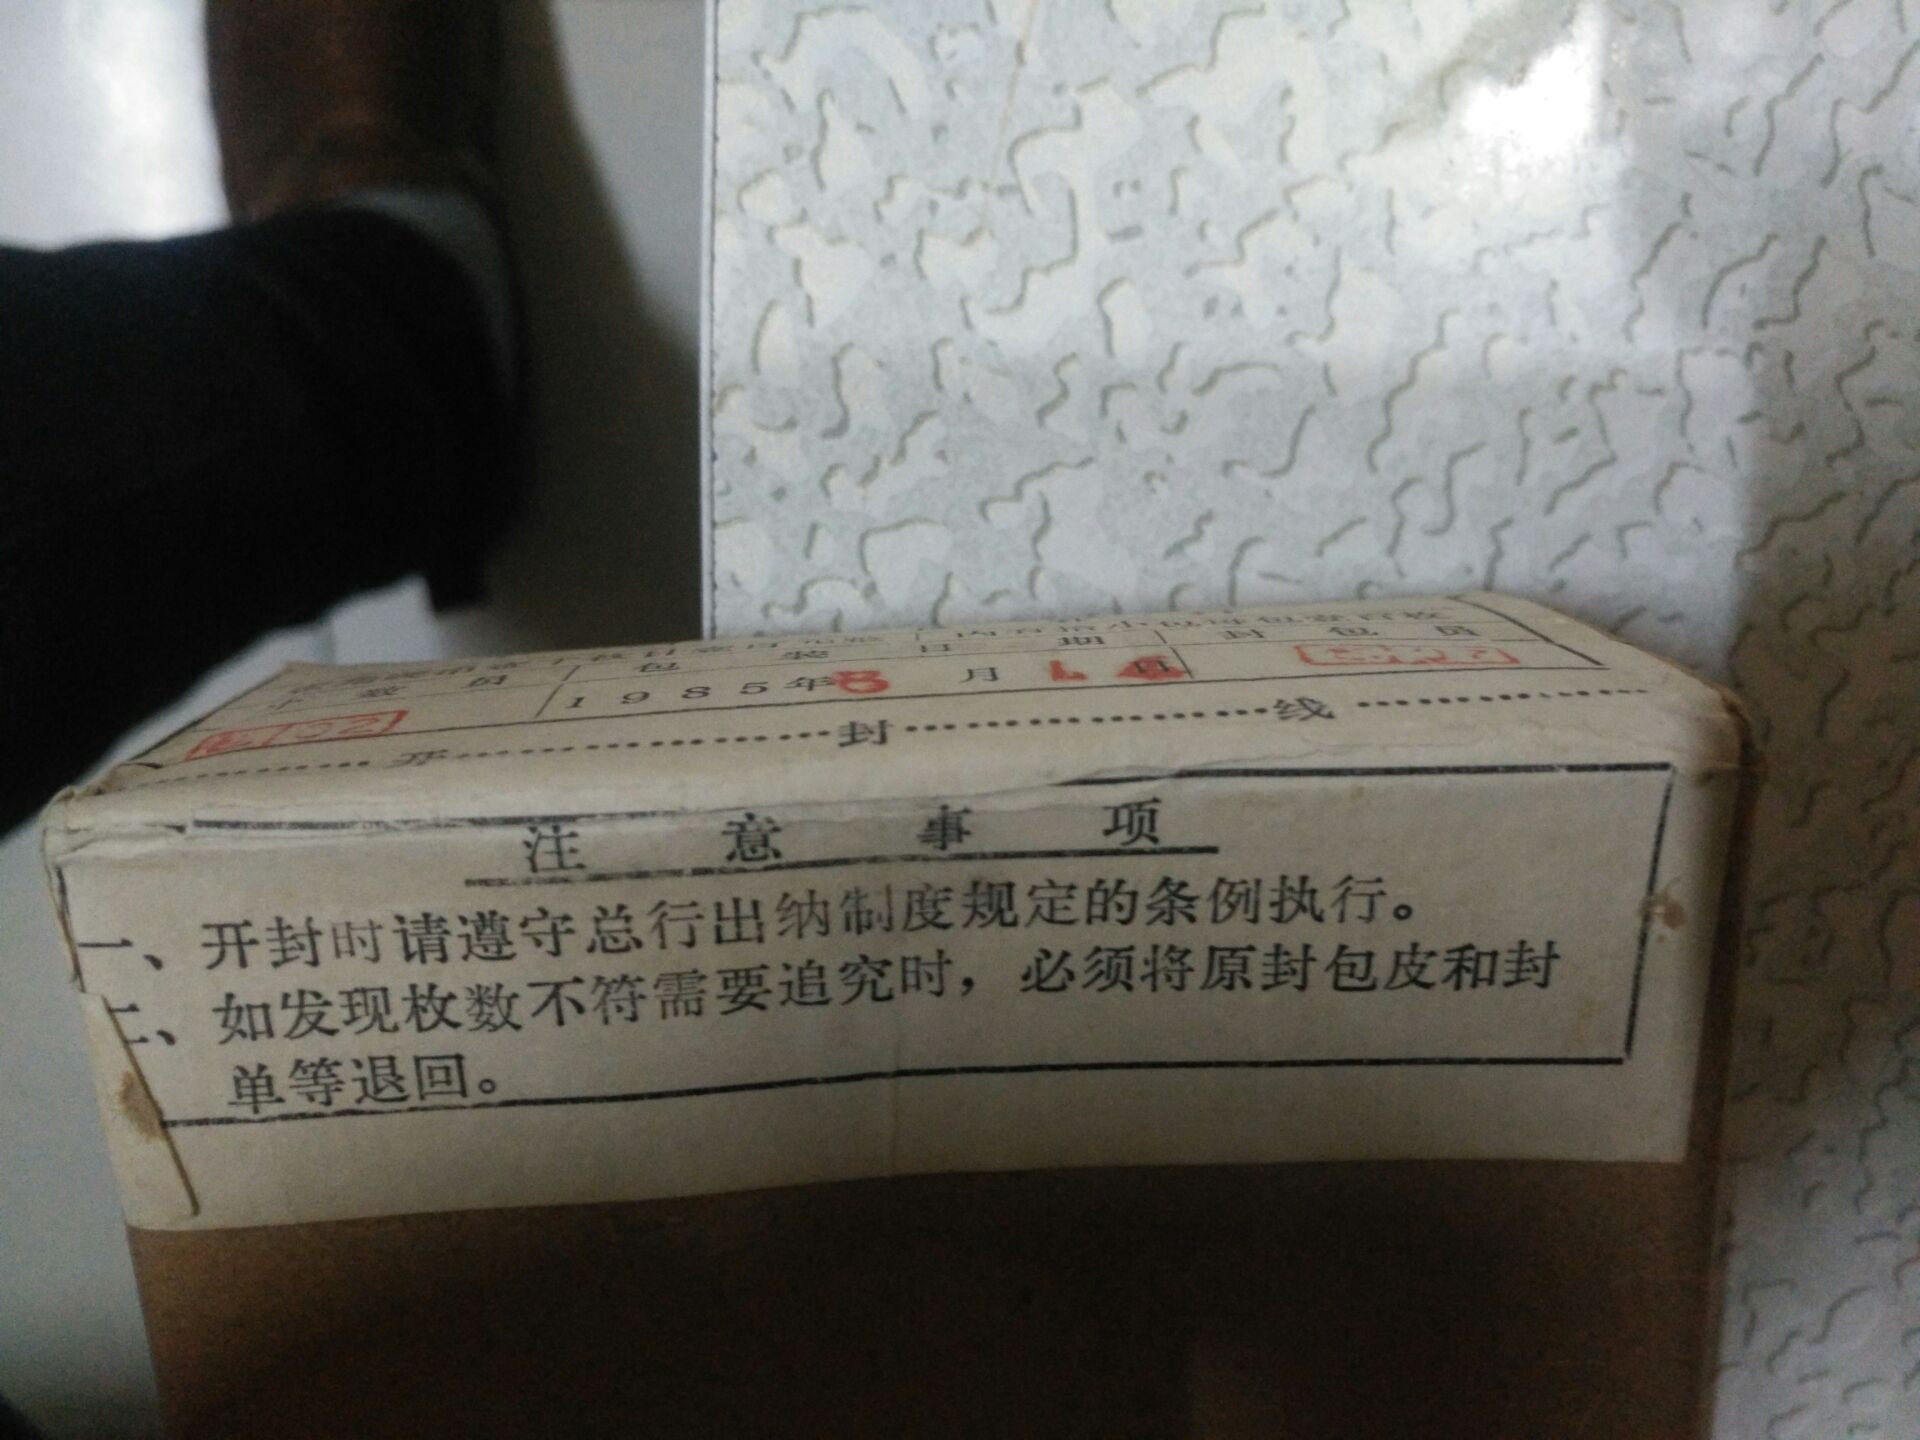 包装日期 封包员
1985年8月 日
开封线
注意事项
一、开封时请遵守总行出纳制度规定的条例执行。
二、如发现枚数不符需要追究时，必须将原封包皮和封
单等退回。